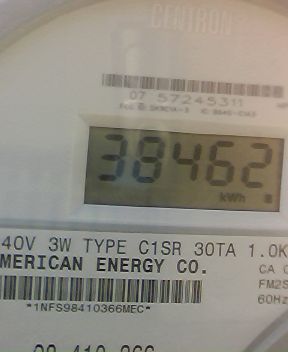 CENTRON
07 57245311
38462
kWh
40V 3W TYPE C1SR 30TA 1.0K
MERICAN ENERGY CO.
CA
FM2S
60Hz
*1NFS98410366MEC*